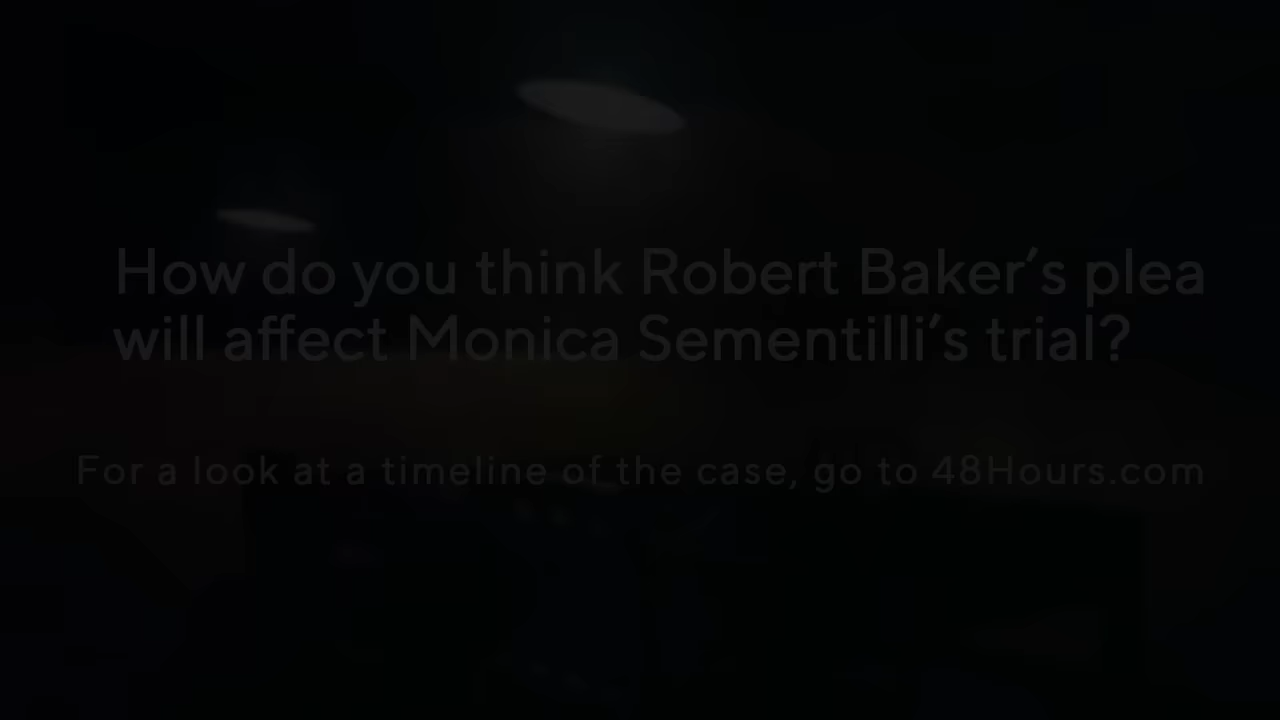 How do you think Robert Baker’s plea
will affect Monica Sementilli’s trial?
For a look at a timeline of the case, go to 48Hours.com